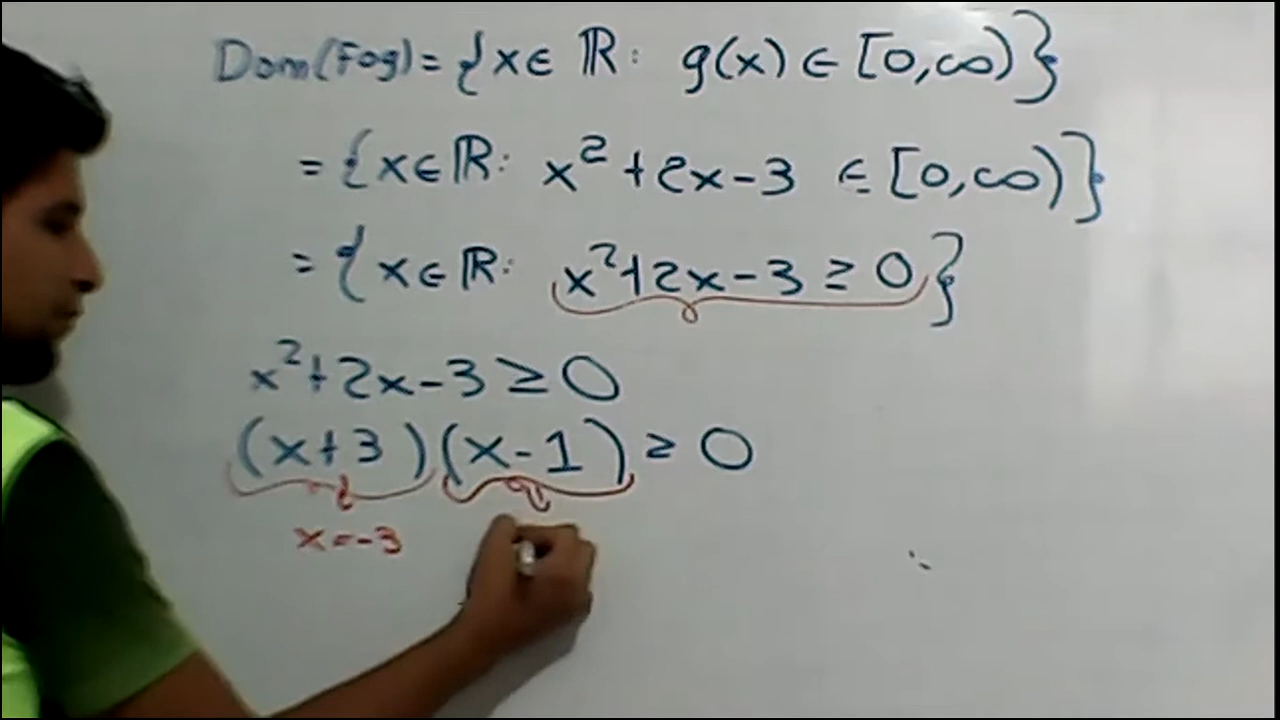 Dom(Fog) = {x ∈ ℝ: g(x) ∈ [0,∞)}
= {x ∈ ℝ: x² + 2x - 3 ∈ [0,∞)}
= {x ∈ ℝ: x² + 2x - 3 ≥ 0}
x² + 2x - 3 ≥ 0
(x + 3)(x - 1) ≥ 0
x = -3